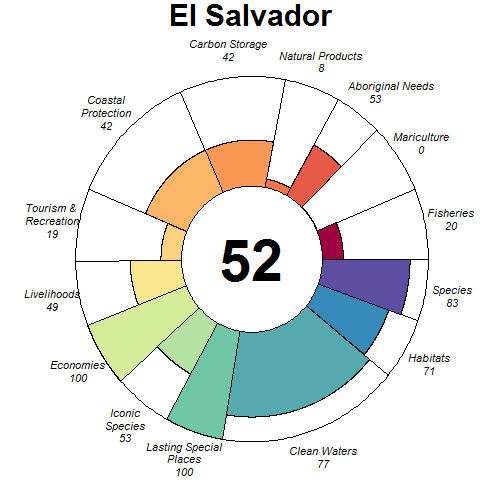 El Salvador
Carbon Storage
42
Natural Products
8
Aboriginal Needs
53
Mariculture
0
Fisheries
20
Species
83
Habitats
71
Clean Waters
77
Lasting Special
Places
100
Iconic
Species
53
Economies
100
Livelihoods
49
Tourism &
Recreation
19
Coastal
Protection
42
52